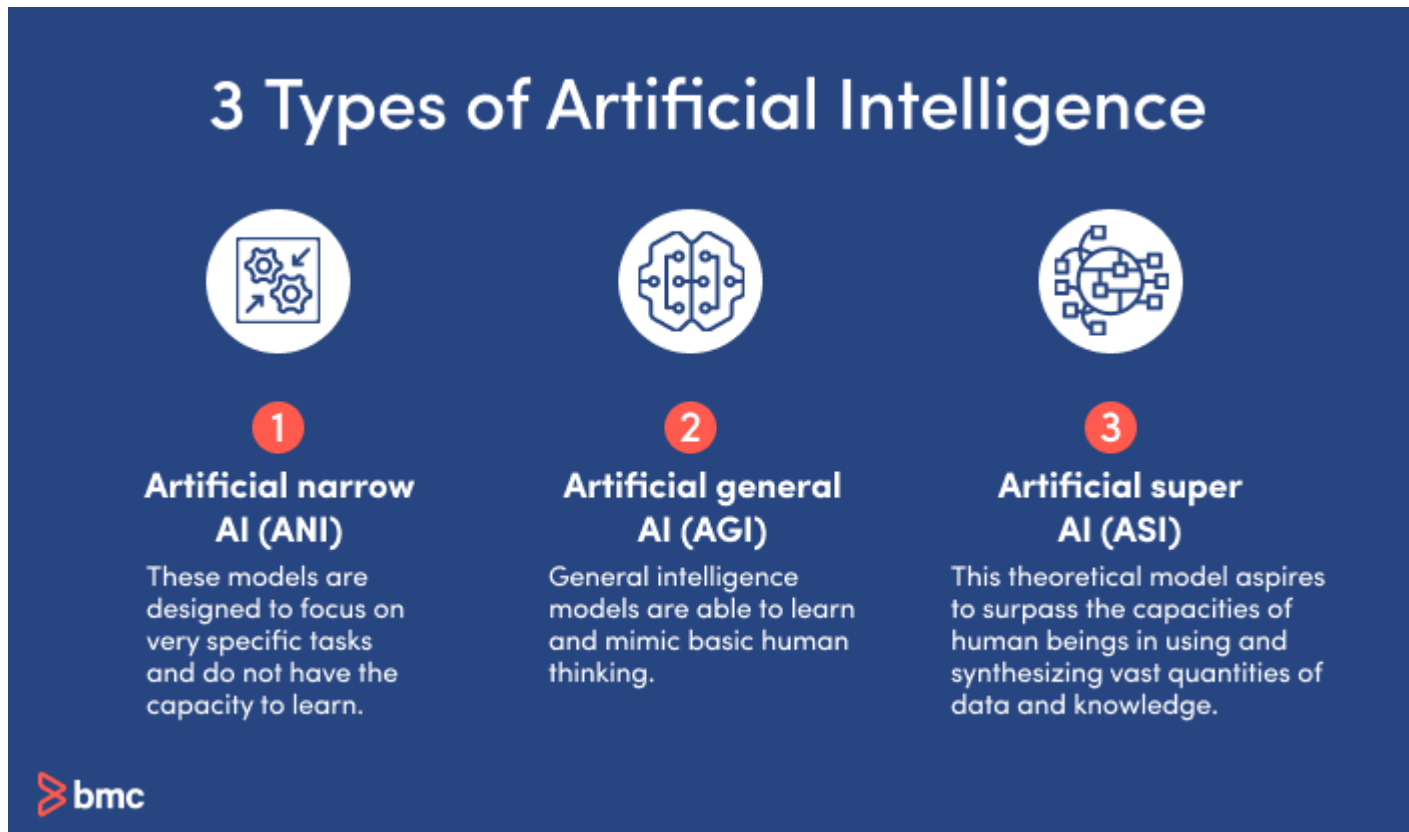 3 Types of Artificial Intelligence
1
Artificial narrow
AI (ANI)
These models are
designed to focus on
very specific tasks
and do not have the
capacity to learn.
2
Artificial general
AI (AGI)
General intelligence
models are able to learn
and mimic basic human
thinking.
3
Artificial super
AI (ASI)
This theoretical model aspires
to surpass the capacities of
human beings in using and
synthesizing vast quantities of
data and knowledge.
bmc